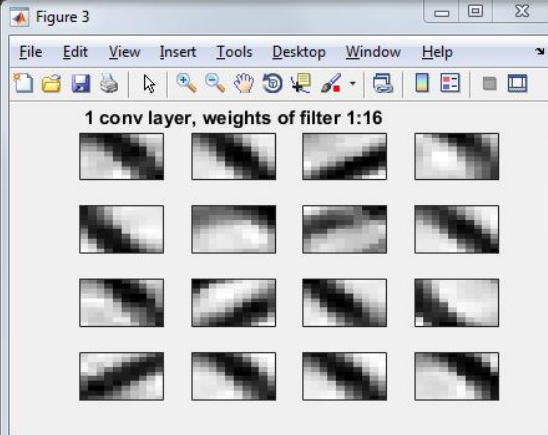 Figure 3
File Edit View Insert Tools Desktop Window Help
1 conv layer, weights of filter 1:16